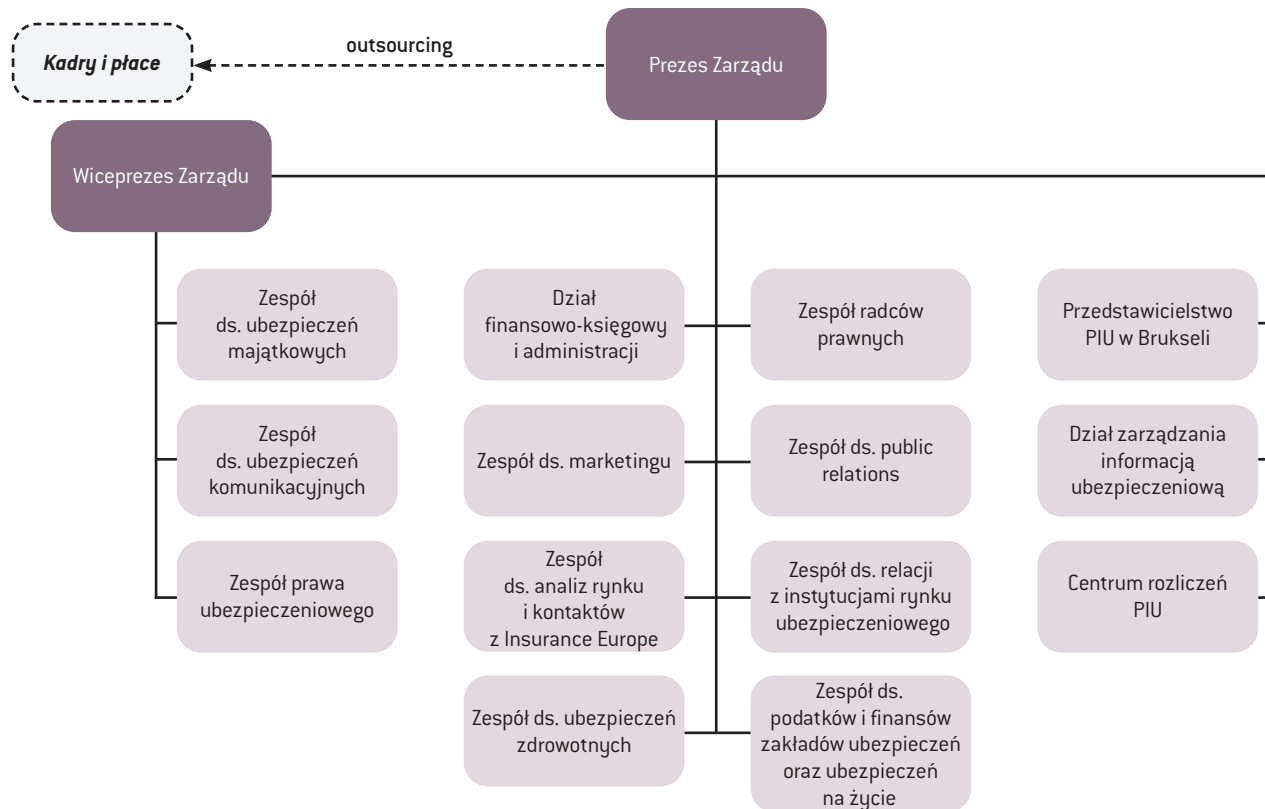 Kadry i płace
outsourcing
Prezes Zarządu
Wiceprezes Zarządu
Zespół
ds. ubezpieczeń
majątkowych
Zespół
ds. ubezpieczeń
komunikacyjnych
Zespół prawa
ubezpieczeniowego
Dział
finansowo-księgowy
i administracji
Zespół radców
prawnych
Zespół ds. marketingu
Zespół ds. public
relations
Zespół
ds. analiz rynku
i kontaktów
z Insurance Europe
Zespół ds. relacji
z instytucjami rynku
ubezpieczeniowego
Zespół ds. ubezpieczeń
zdrowotnych
Zespół ds.
podatków i finansów
zakładów ubezpieczeń
oraz ubezpieczeń
na życie
Przedstawicielstwo
PIU w Brukseli
Dział zarządzania
informacją
ubezpieczeniową
Centrum rozliczeń
PIU